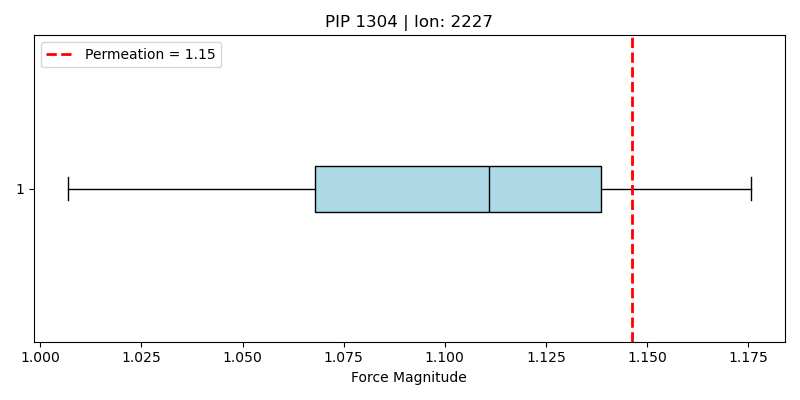 PIP 1304 | Ion: 2227
Permeation = 1.15
1
1.000 1.025 1.050 1.075 1.100 1.125 1.150 1.175
Force Magnitude